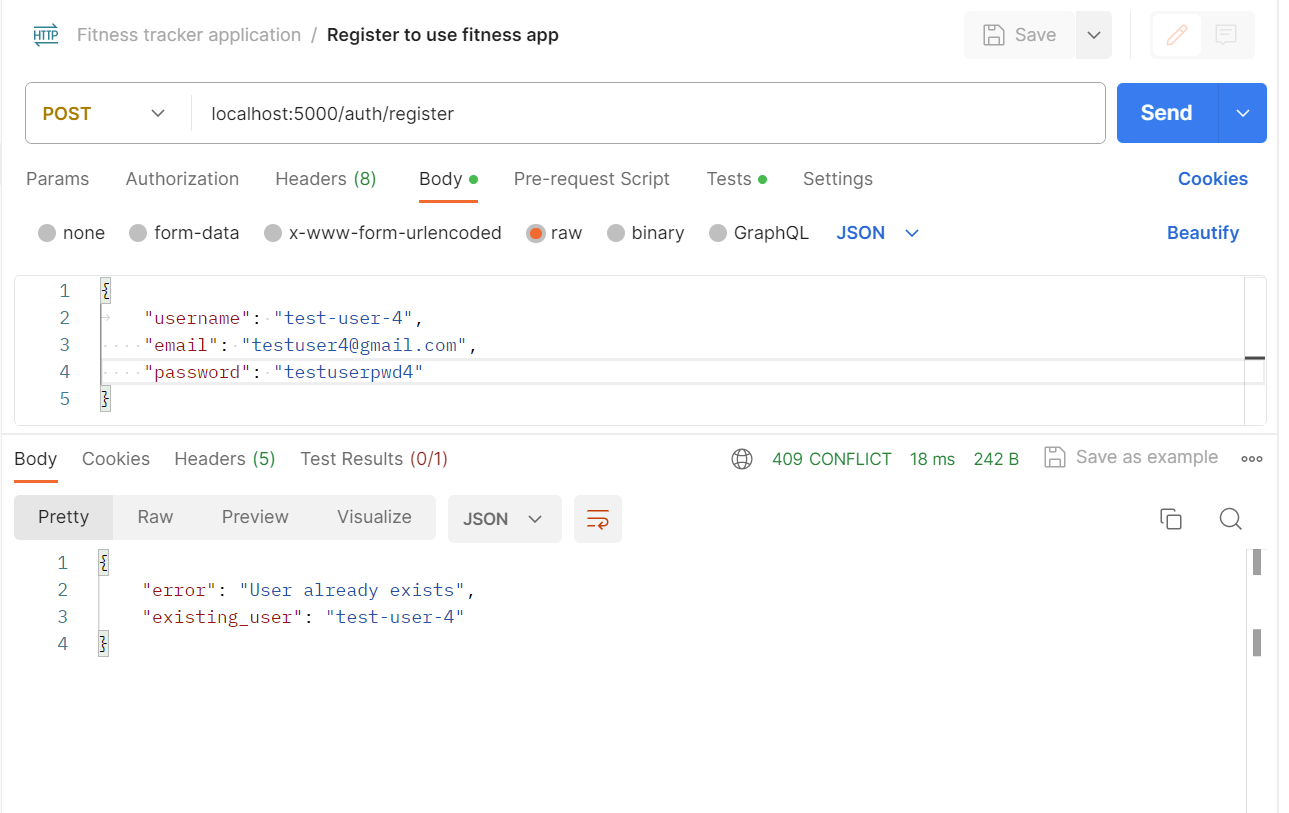 HTTP Fitness tracker application / Register to use fitness app Save
POST localhost:5000/auth/register Send
Params Authorization Headers (8) Body Pre-request Script Tests Settings Cookies
none form-data x-www-form-urlencoded raw binary GraphQL JSON Beautify
1 {
2 "username": "test-user-4",
3 "email": "testuser4@gmail.com",
4 "password": "testuserpwd4"
5 }
Body Cookies Headers (5) Test Results (0/1) 409 CONFLICT 18 ms 242 B Save as example
Pretty Raw Preview Visualize JSON
1 {
2 "error": "User already exists",
3 "existing_user": "test-user-4"
4 }